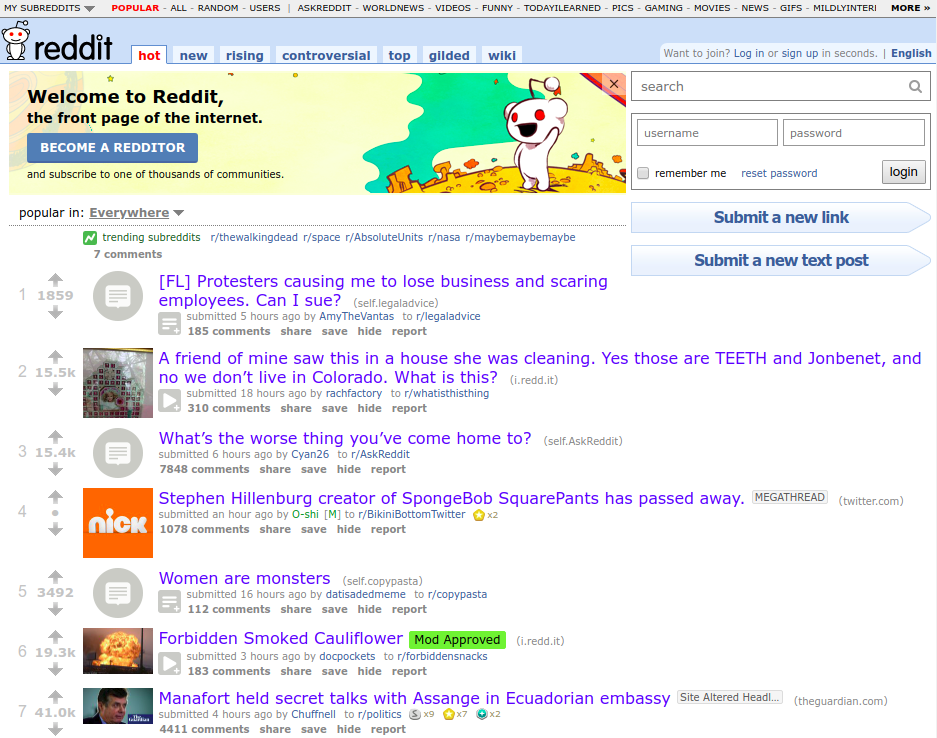 MY SUBREDDITS POPULAR - ALL - RANDOM - USERS | ASKREDDIT - WORLDNEWS - VIDEOS - FUNNY - TODAYILEARNED - PICS - GAMING - MOVIES - NEWS - GIFS - MILDLYINTERI MORE »
reddit hot new rising controversial top gilded wiki
Want to join? Log in or sign up in seconds. | English
Welcome to Reddit,
the front page of the internet.
BECOME A REDDITOR
and subscribe to one of thousands of communities.
search
username password
remember me reset password login
Submit a new link
Submit a new text post
popular in: Everywhere
trending subreddits r/thewalkingdead r/space r/AbsoluteUnits r/nasa r/maybemaybemaybe
7 comments
1 1859
[FL] Protesters causing me to lose business and scaring
employees. Can I sue? (self.legaladvice)
submitted 5 hours ago by AmyTheVantas to r/legaladvice
185 comments share save hide report
2 15.5k
A friend of mine saw this in a house she was cleaning. Yes those are TEETH and Jonbenet, and
no we don’t live in Colorado. What is this? (i.redd.it)
submitted 18 hours ago by rachfactory to r/whatisthisthing
310 comments share save hide report
3 15.4k
What’s the worse thing you’ve come home to? (self.AskReddit)
submitted 6 hours ago by Cyan26 to r/AskReddit
7848 comments share save hide report
4 •
nick
Stephen Hillenburg creator of SpongeBob SquarePants has passed away. MEGATHREAD (twitter.com)
submitted an hour ago by O-shi [M] to r/BikiniBottomTwitter x2
1078 comments share save hide report
5 3492
Women are monsters (self.copypasta)
submitted 16 hours ago by datisadedmeme to r/copypasta
112 comments share save hide report
6 19.3k
Forbidden Smoked Cauliflower Mod Approved (i.redd.it)
submitted 3 hours ago by docpockets to r/forbiddensnacks
183 comments share save hide report
7 41.0k
Manafort held secret talks with Assange in Ecuadorian embassy Site Altered Headl... (theguardian.com)
submitted 4 hours ago by Chuffnell to r/politics S x9 x7 x2
4411 comments share save hide report